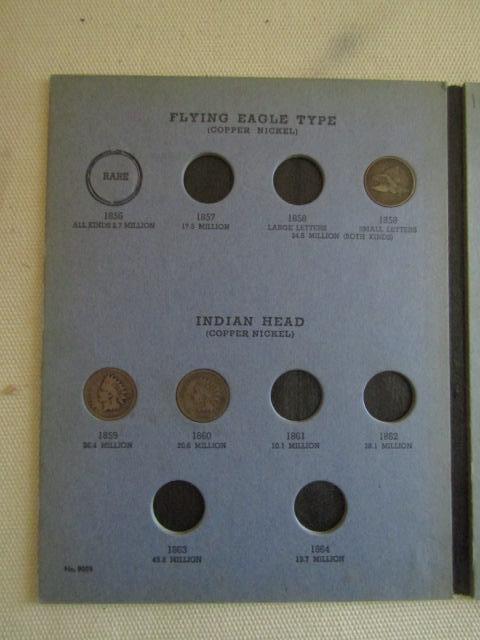 FLYING EAGLE TYPE
(COPPER NICKEL)
RARE
1856
ALL KINDS 2.7 MILLION
1857
17.5 MILLION
1858
LARGE LETTERS
1858
SMALL LETTERS
24.6 MILLION (BOTH KINDS)
INDIAN HEAD
(COPPER NICKEL)
1859
36.4 MILLION
1860
20.6 MILLION
1861
10.1 MILLION
1862
28.1 MILLION
1863
49.8 MILLION
1864
13.7 MILLION
No. 9009